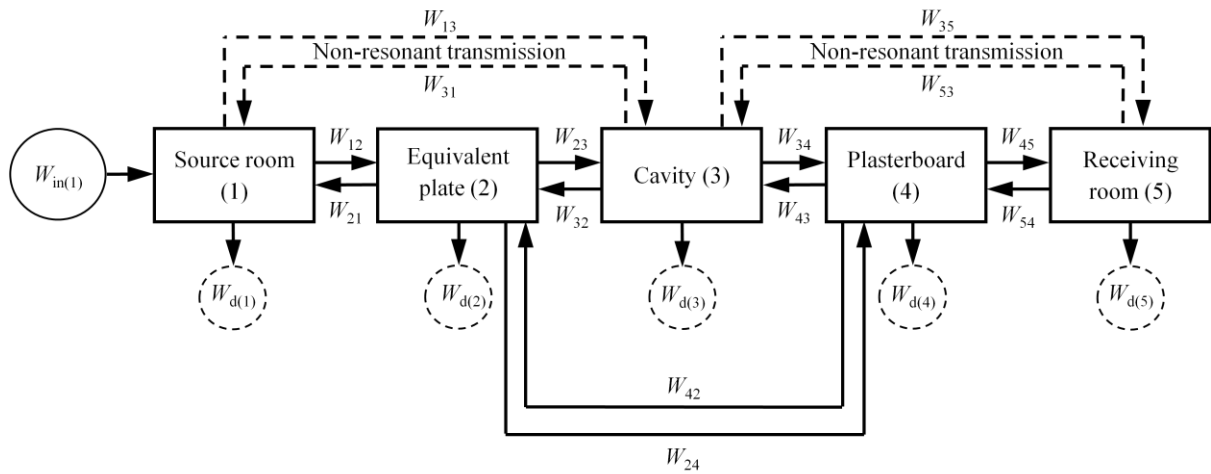 W13
Non-resonant transmission
W31
W35
Non-resonant transmission
W53
Win(1)
Source room
(1)
W12
W21
Equivalent
plate (2)
W23
W32
Cavity (3)
W34
W43
Plasterboard
(4)
W45
W54
Receiving
room (5)
Wd(1)
Wd(2)
Wd(3)
Wd(4)
Wd(5)
W42
W24